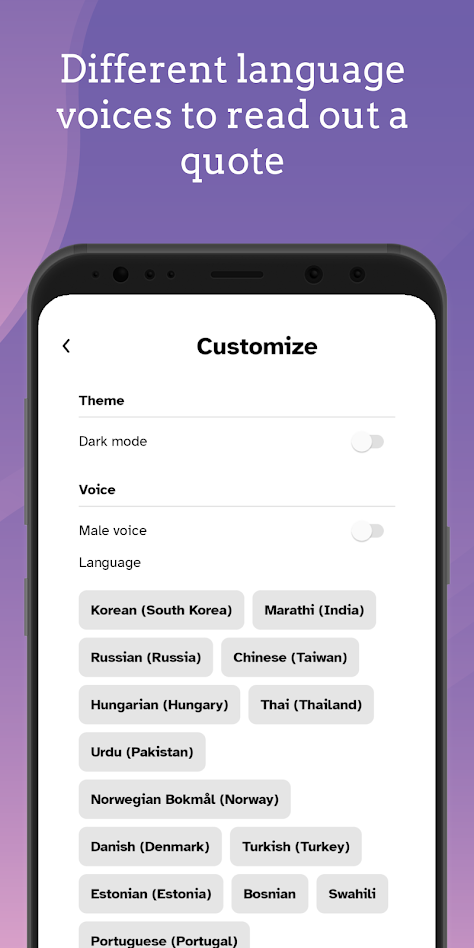 Different language
voices to read out a
quote
Customize
Theme
Dark mode
Voice
Male voice
Language
Korean (South Korea) Marathi (India)
Russian (Russia) Chinese (Taiwan)
Hungarian (Hungary) Thai (Thailand)
Urdu (Pakistan)
Norwegian Bokmål (Norway)
Danish (Denmark) Turkish (Turkey)
Estonian (Estonia) Bosnian Swahili
Portuguese (Portugal)